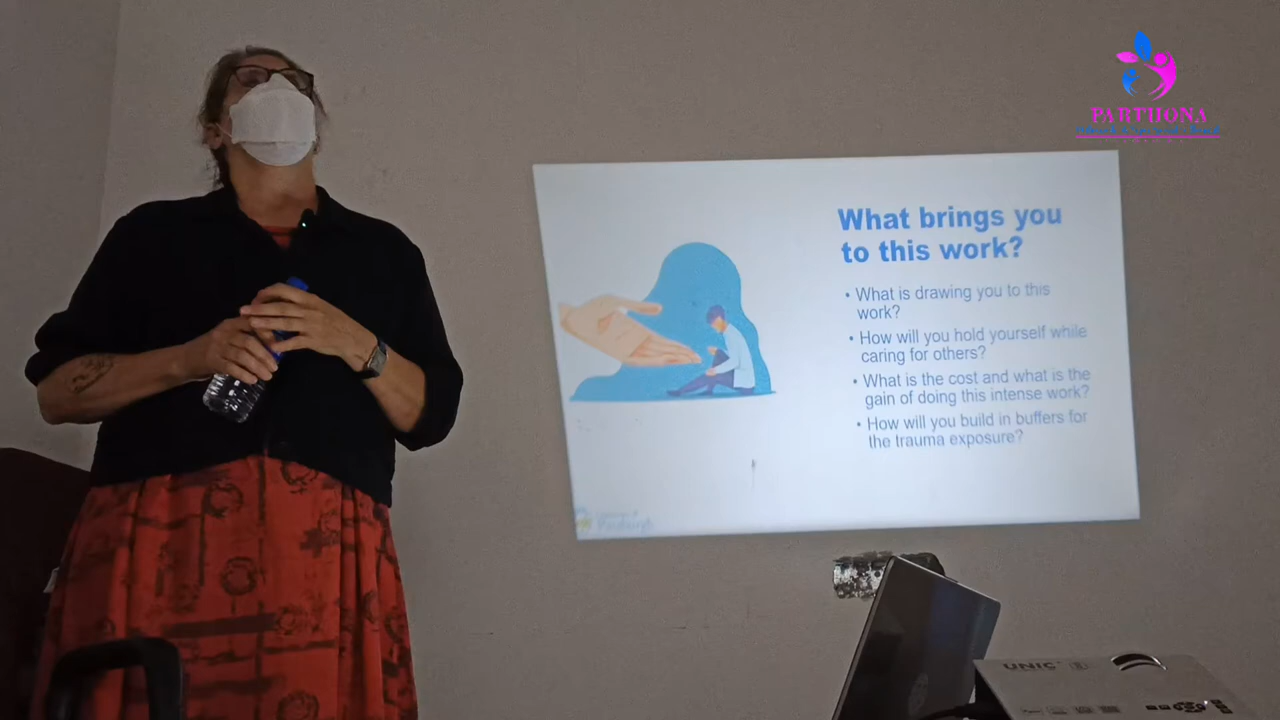 PARTHONA
What brings you
to this work?
• What is drawing you to this
work?
• How will you hold yourself while
caring for others?
• What is the cost and what is the
gain of doing this intense work?
• How will you build in buffers for
the trauma exposure?
UNIC